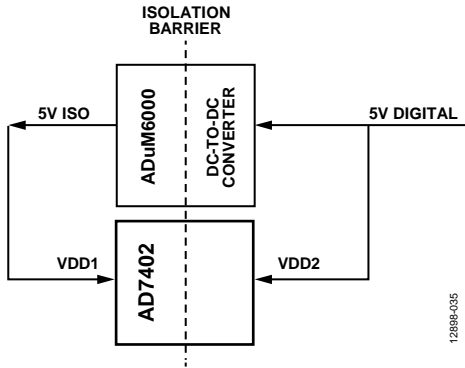 ISOLATION
BARRIER
5V ISO
ADuM6000
DC-TO-DC
CONVERTER
5V DIGITAL
VDD1
AD7402
VDD2
12898-035